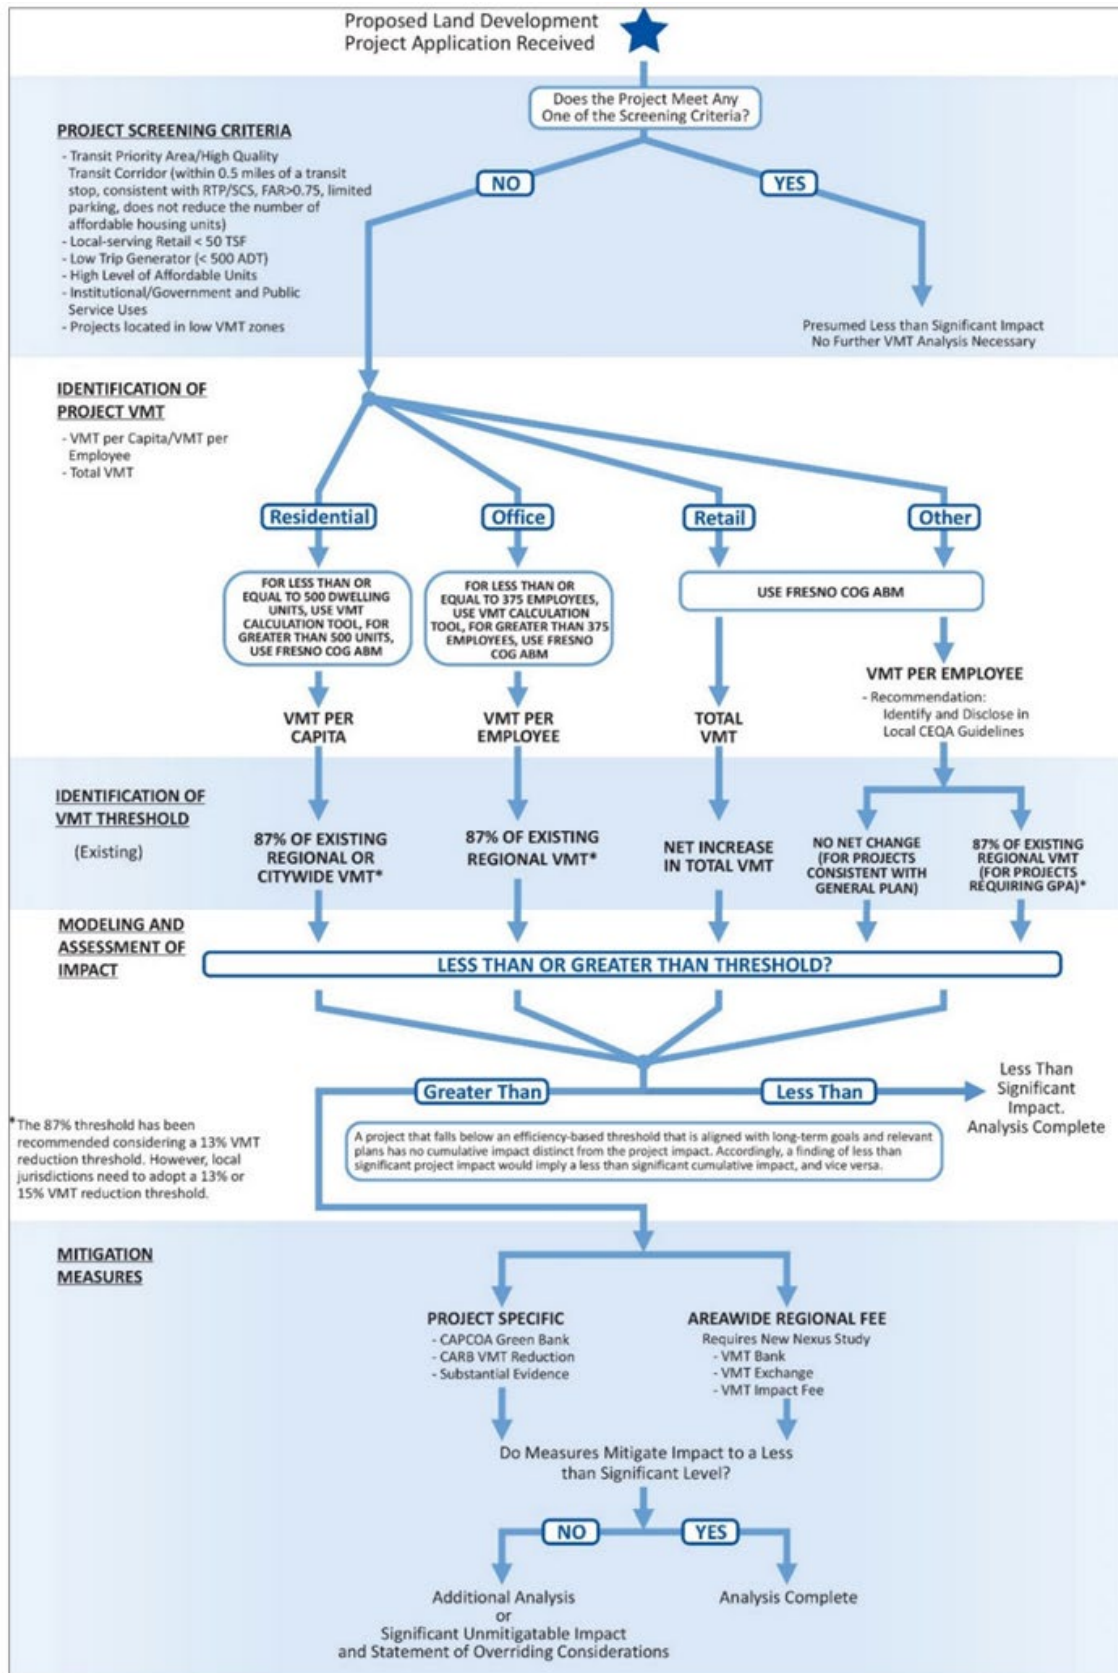 Proposed Land Development
Project Application Received
Does the Project Meet Any
One of the Screening Criteria?
PROJECT SCREENING CRITERIA
- Transit Priority Area/High Quality
Transit Corridor (within 0.5 miles of a transit
stop, consistent with RTP/SCS, FAR>0.75, limited
parking, does not reduce the number of
affordable housing units)
- Local-serving Retail < 50 TSF
- Low Trip Generator (< 500 ADT)
- High Level of Affordable Units
- Institutional/Government and Public
Service Uses
- Projects located in low VMT zones
NO
YES
Presumed Less than Significant Impact
No Further VMT Analysis Necessary
IDENTIFICATION OF
PROJECT VMT
- VMT per Capita/VMT per
Employee
- Total VMT
Residential
Office
Retail
Other
FOR LESS THAN OR
EQUAL TO 500 DWELLING
UNITS, USE VMT
CALCULATION TOOL, FOR
GREATER THAN 500 UNITS,
USE FRESNO COG ABM
FOR LESS THAN OR
EQUAL TO 375 EMPLOYEES,
USE VMT CALCULATION
TOOL, FOR GREATER THAN 375
EMPLOYEES, USE FRESNO
COG ABM
USE FRESNO COG ABM
VMT PER
CAPITA
VMT PER
EMPLOYEE
TOTAL
VMT
VMT PER EMPLOYEE
- Recommendation:
Identify and Disclose in
Local CEQA Guidelines
IDENTIFICATION OF
VMT THRESHOLD
(Existing)
87% OF EXISTING
REGIONAL OR
CITYWIDE VMT*
87% OF EXISTING
REGIONAL VMT*
NET INCREASE
IN TOTAL VMT
NO NET CHANGE
(FOR PROJECTS
CONSISTENT WITH
GENERAL PLAN)
87% OF EXISTING
REGIONAL VMT
(FOR PROJECTS
REQUIRING GPA)*
MODELING AND
ASSESSMENT OF
IMPACT
LESS THAN OR GREATER THAN THRESHOLD?
Greater Than
Less Than
Less Than
Significant
Impact.
Analysis Complete
*The 87% threshold has been
recommended considering a 13% VMT
reduction threshold. However, local
jurisdictions need to adopt a 13% or
15% VMT reduction threshold.
A project that falls below an efficiency-based threshold that is aligned with long-term goals and relevant
plans has no cumulative impact distinct from the project impact. Accordingly, a finding of less than
significant project impact would imply a less than significant cumulative impact, and vice versa.
MITIGATION
MEASURES
PROJECT SPECIFIC
- CAPCOA Green Bank
- CARB VMT Reduction
- Substantial Evidence
AREAWIDE REGIONAL FEE
Requires New Nexus Study
- VMT Bank
- VMT Exchange
- VMT Impact Fee
Do Measures Mitigate Impact to a Less
than Significant Level?
NO
YES
Additional Analysis
or
Significant Unmitigatable Impact
and Statement of Overriding Considerations
Analysis Complete